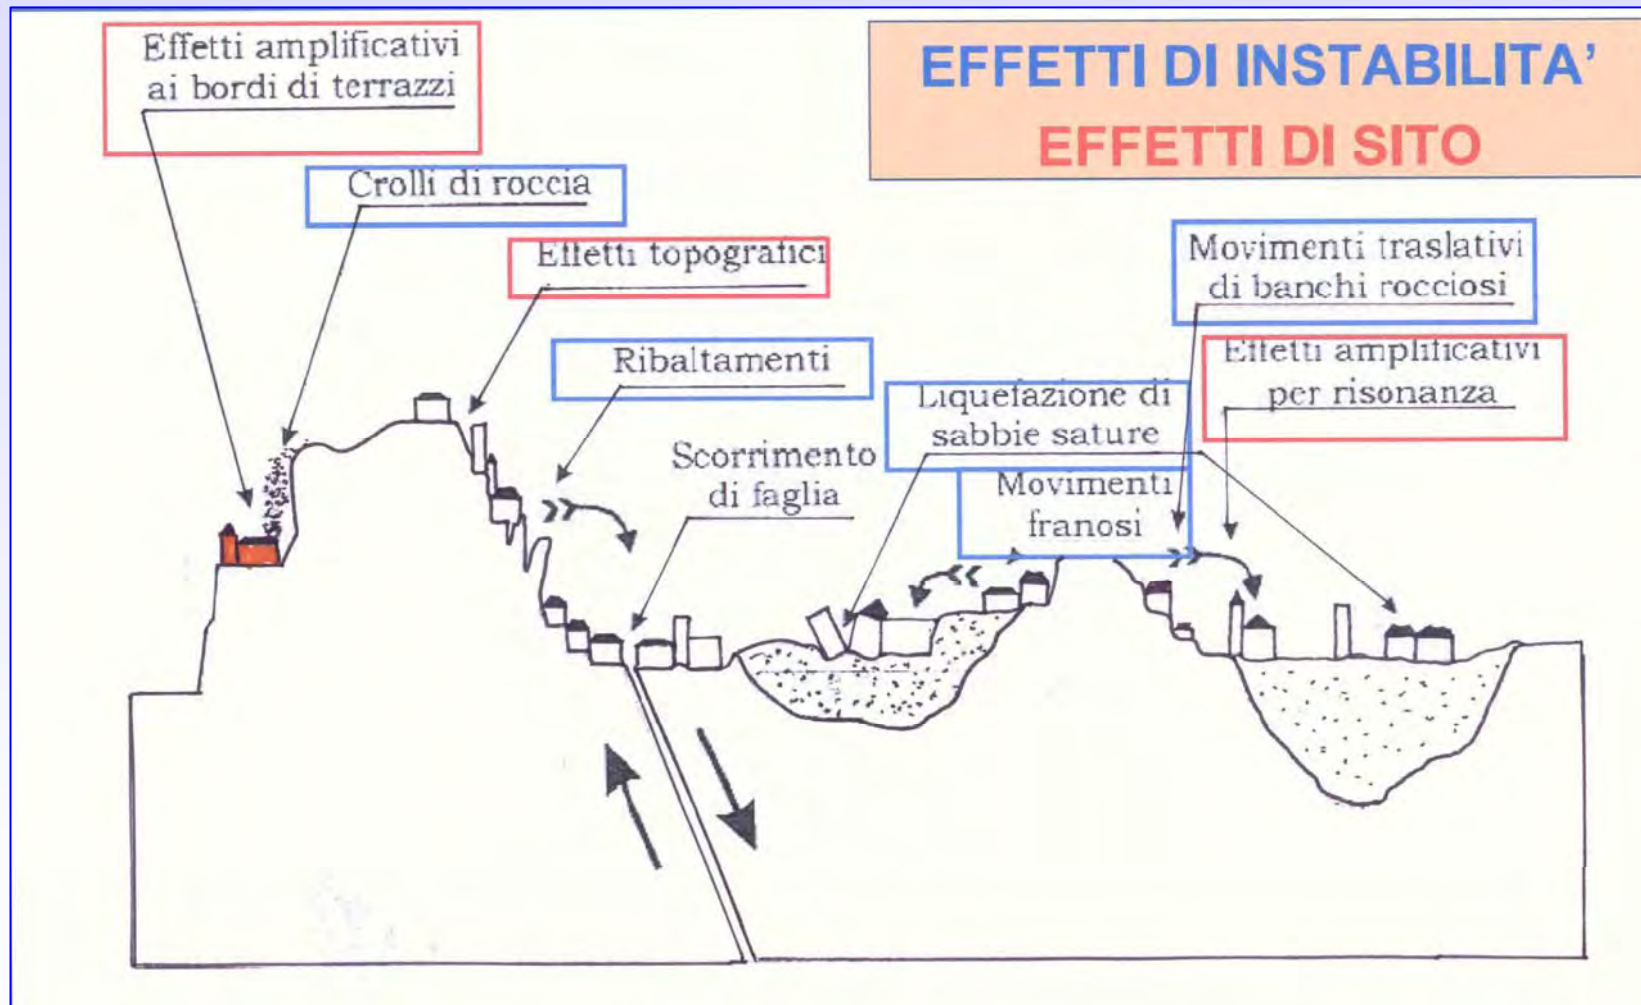 Effetti amplificativi
ai bordi di terrazzi
EFFETTI DI INSTABILITA'
EFFETTI DI SITO
Crolli di roccia
Effetti topografici
Movimenti traslativi
di banchi rocciosi
Ribaltamenti
Effetti amplificativi
per risonanza
Liquefazione di
sabbie sature
Scorrimento
di faglia
Movimenti
franosi